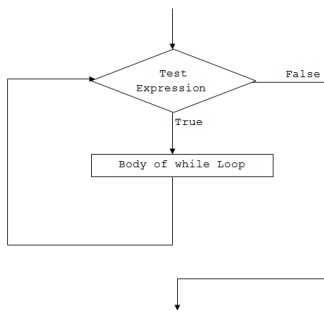 Test
Expression
False
True
Body of while Loop